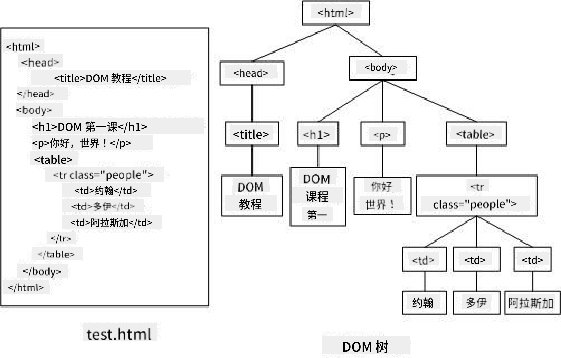 <html>
<head>
<title>DOM 教程</title>
</head>
<body>
<h1>DOM 第一课</h1>
<p>你好，世界！</p>
<table>
<tr class="people">
<td>约翰</td>
<td>多伊</td>
<td>阿拉斯加</td>
</tr>
</table>
</body>
</html>
test.html
<html>
<head>
<body>
<title>
<h1>
<p>
<table>
DOM
教程
DOM
课程
第一
你好
世界！
<tr
class="people">
<td>
<td>
<td>
约翰
多伊
阿拉斯加
DOM 树